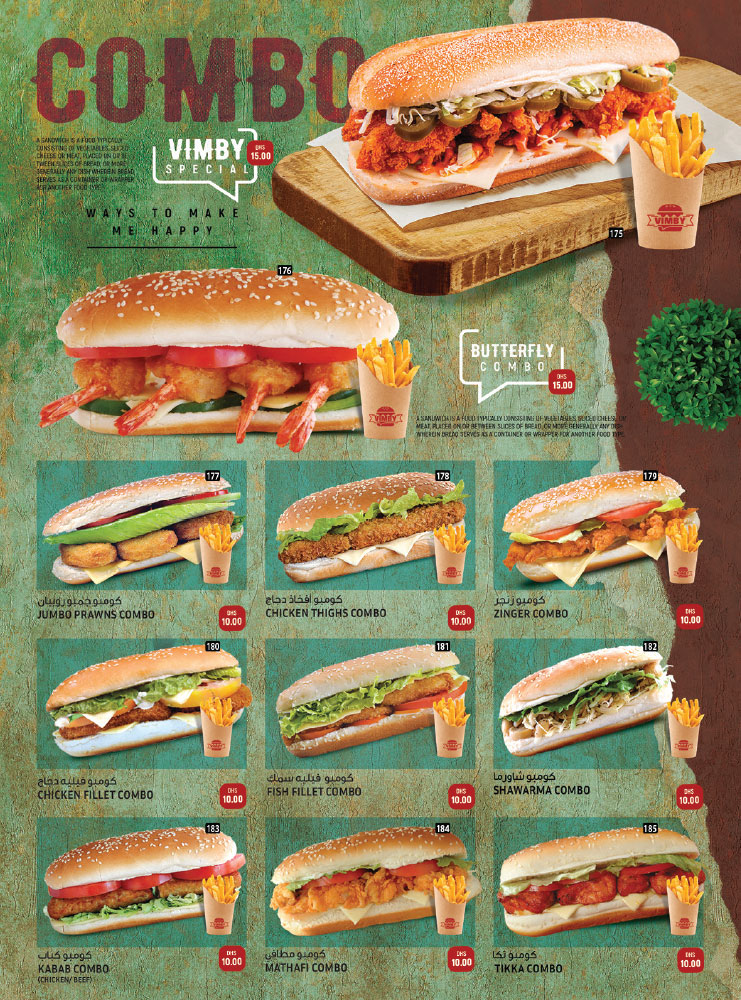 COMBO
A SANDWICH IS A FOOD TYPICALLY
CONSISTING OF VEGETABLES, SLICED
CHEESE OR MEAT, PLACED ON OR BE-
TWEEN SLICES OF BREAD, OR MORE
GENERALLY ANY DISH WHEREIN BREAD
SERVES AS A CONTAINER OR WRAPPER
FOR ANOTHER FOOD TYPE.
VIMBY
SPECIAL
DHS
15.00
WAYS TO MAKE
ME HAPPY
VIMBY
175
176
VIMBY
BUTTERFLY
COMBO
DHS
15.00
A SANDWICH IS A FOOD TYPICALLY CONSISTING OF VEGETABLES, SLICED CHEESE OR
MEAT, PLACED ON OR BETWEEN SLICES OF BREAD, OR MORE GENERALLY ANY DISH
WHEREIN BREAD SERVES AS A CONTAINER OR WRAPPER FOR ANOTHER FOOD TYPE.
177
كومبو جمبو روبيان
JUMBO PRAWNS COMBO
DHS
10.00
178
كومبو افخاذ دجاج
CHICKEN THIGHS COMBO
DHS
10.00
179
كومبو زنجر
ZINGER COMBO
DHS
10.00
180
كومبو فيليه دجاج
CHICKEN FILLET COMBO
DHS
10.00
181
كومبو فيليه سمك
FISH FILLET COMBO
DHS
10.00
182
كومبو شاورما
SHAWARMA COMBO
DHS
10.00
183
كومبو كباب
KABAB COMBO
(CHICKEN/ BEEF)
DHS
10.00
184
كومبو مطافي
MATHAFI COMBO
DHS
10.00
185
كومبو تكا
TIKKA COMBO
DHS
10.00